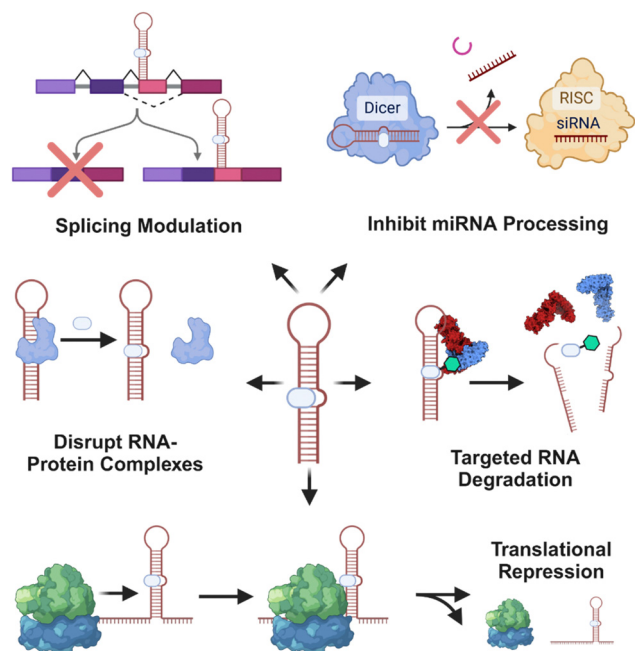 Dicer
RISC
siRNA
Splicing Modulation
Inhibit miRNA Processing
Disrupt RNA-
Protein Complexes
Targeted RNA
Degradation
Translational
Repression